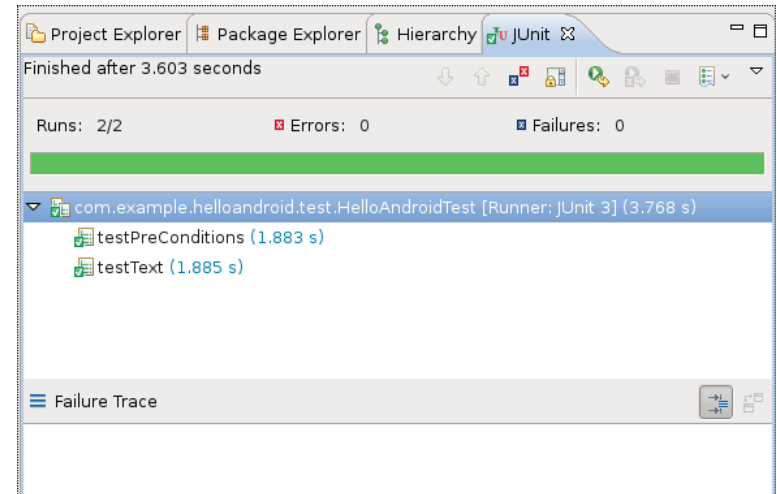 Project Explorer Package Explorer Hierarchy JUnit
Finished after 3.603 seconds
Runs: 2/2 Errors: 0 Failures: 0
com.example.helloandroid.test.HelloAndroidTest [Runner: JUnit 3] (3.768 s)
testPreConditions (1.883 s)
testText (1.885 s)
Failure Trace